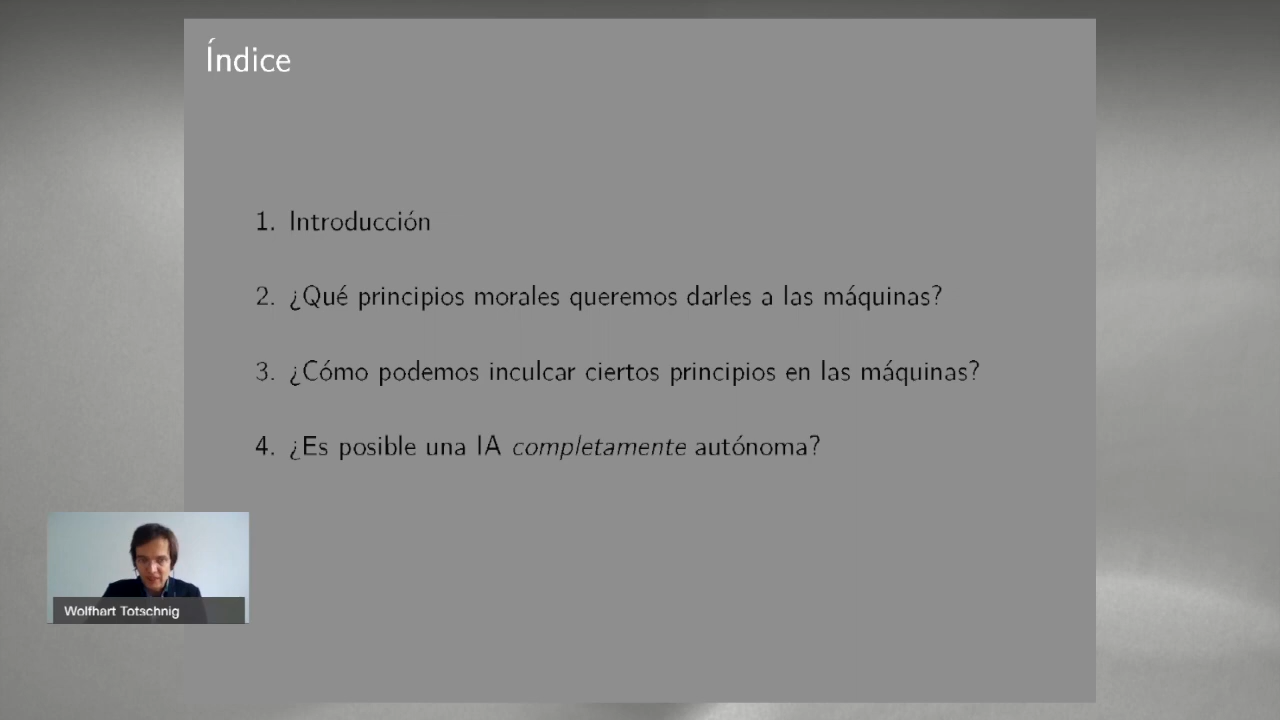 Índice
1. Introducción
2. ¿Qué principios morales queremos darles a las máquinas?
3. ¿Cómo podemos inculcar ciertos principios en las máquinas?
4. ¿Es posible una IA completamente autónoma?
Wolfhart Totschnig